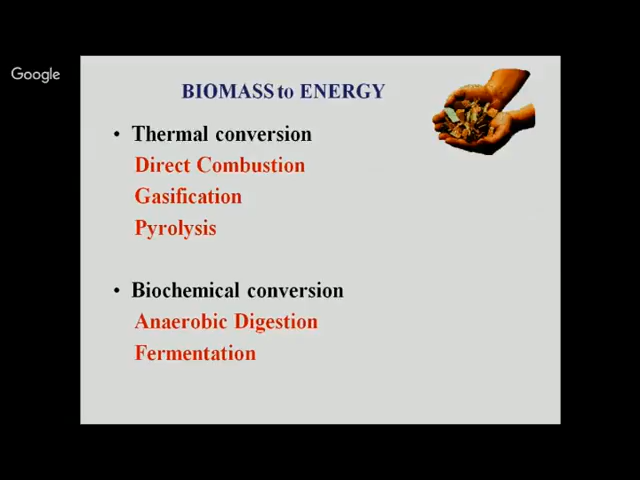 Google
BIOMASS to ENERGY
• Thermal conversion
Direct Combustion
Gasification
Pyrolysis
• Biochemical conversion
Anaerobic Digestion
Fermentation